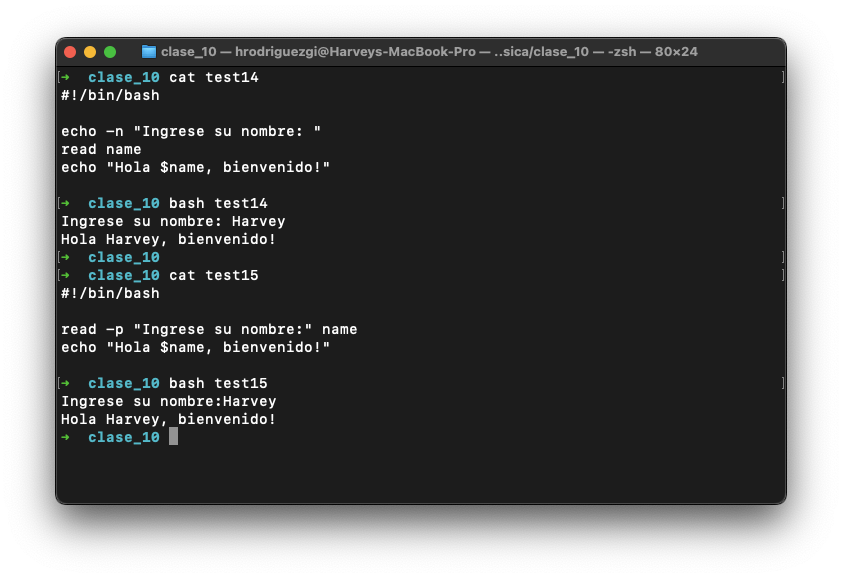 clase_10 — hrodriguezgi@Harveys-MacBook-Pro — ..sica/clase_10 — -zsh — 80×24
[➜  clase_10 cat test14 ]
#!/bin/bash
echo -n "Ingrese su nombre: "
read name
echo "Hola $name, bienvenido!"
[➜  clase_10 bash test14 ]
Ingrese su nombre: Harvey
Hola Harvey, bienvenido!
[➜  clase_10 ]
[➜  clase_10 cat test15 ]
#!/bin/bash
read -p "Ingrese su nombre:" name
echo "Hola $name, bienvenido!"
[➜  clase_10 bash test15 ]
Ingrese su nombre:Harvey
Hola Harvey, bienvenido!
➜  clase_10